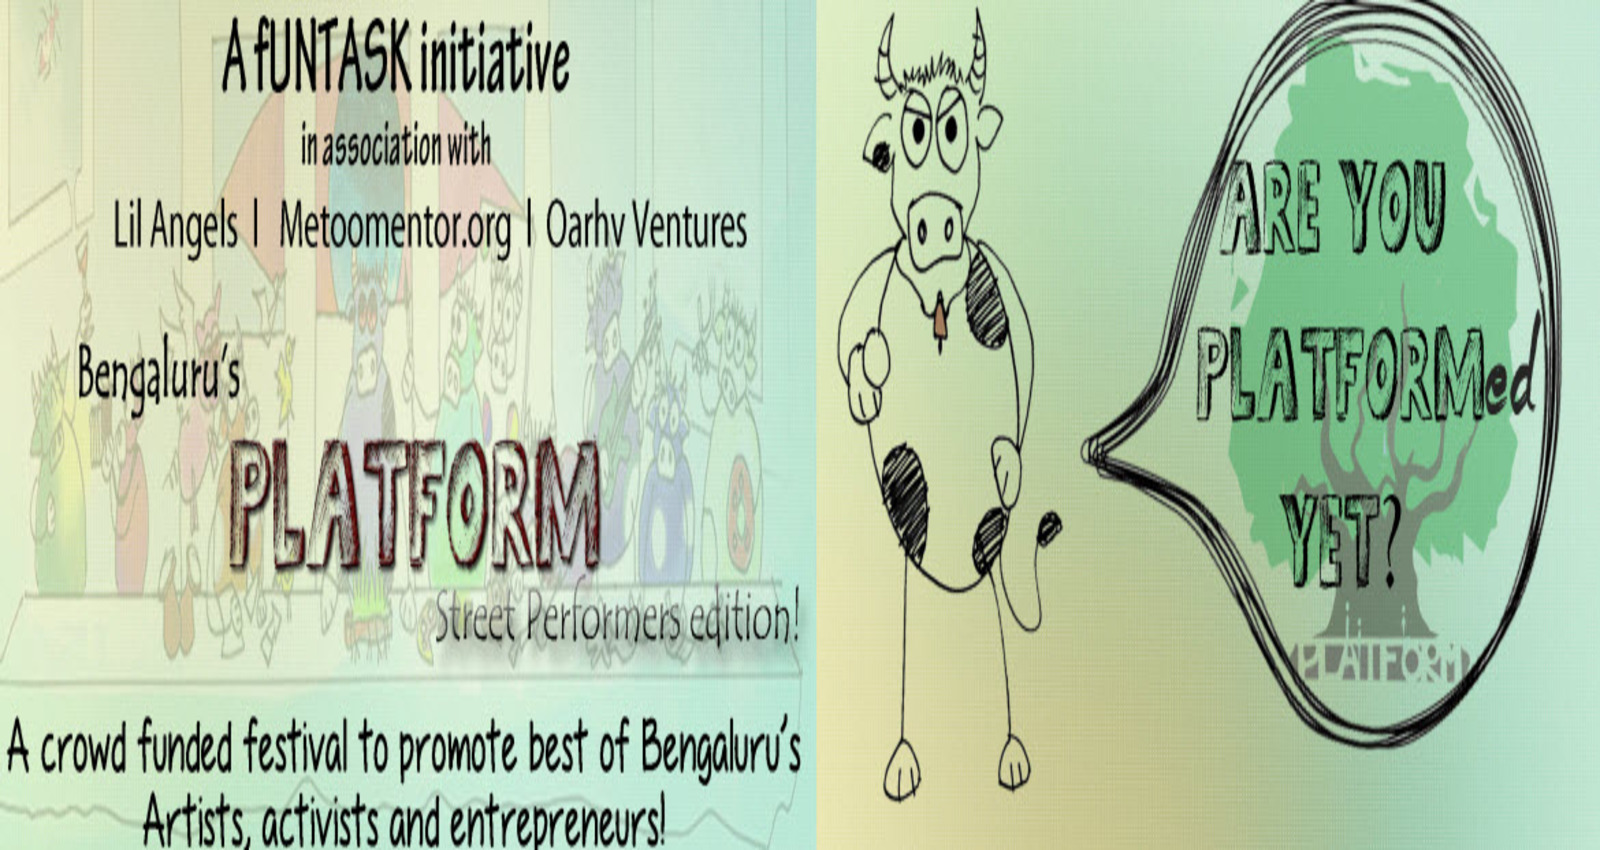 A fUNTASK initiative
in association with
Lil Angels | Metoomentor.org | Oarhv Ventures
Bengaluru's
PLATFORM
Street Performers edition!
A crowd funded festival to promote best of Bengaluru's
Artists, activists and entrepreneurs!
ARE YOU
PLATFORMed
YET?
PLATFORM